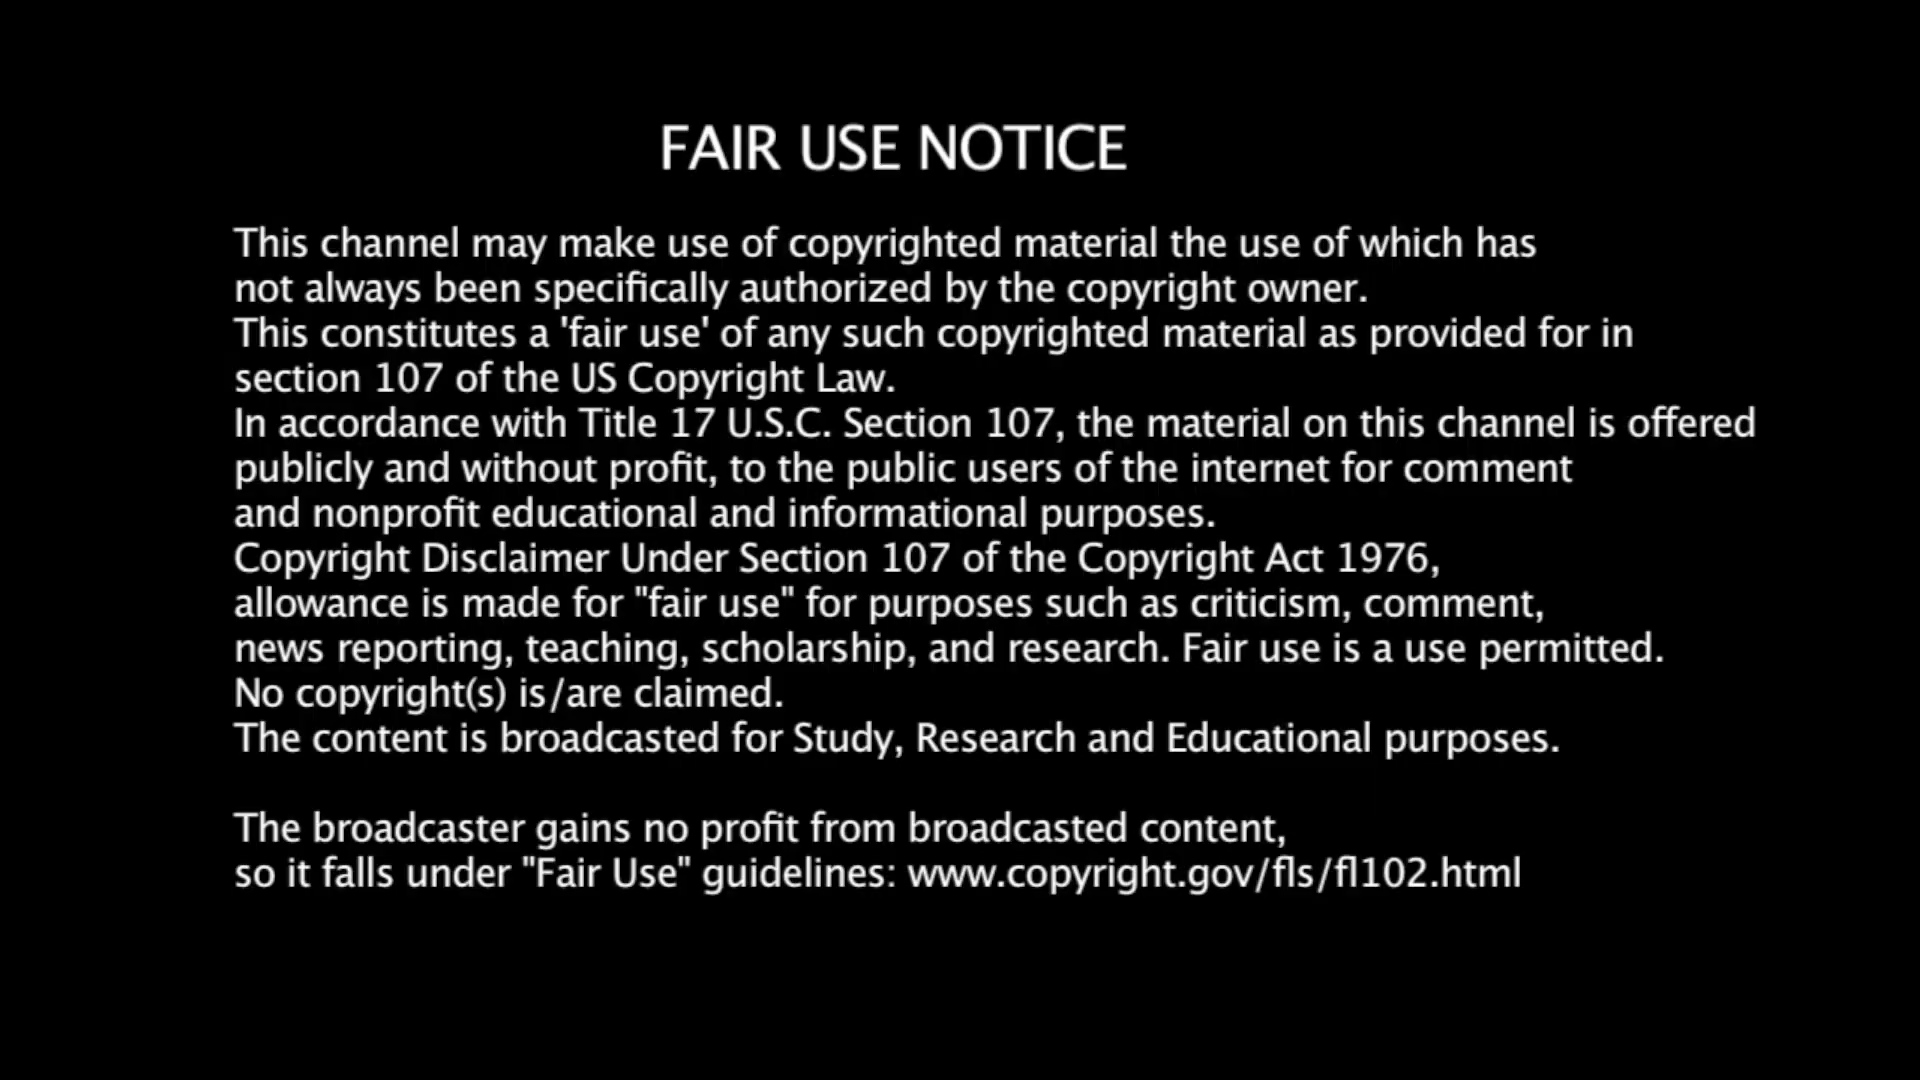 FAIR USE NOTICE
This channel may make use of copyrighted material the use of which has
not always been specifically authorized by the copyright owner.
This constitutes a 'fair use' of any such copyrighted material as provided for in
section 107 of the US Copyright Law.
In accordance with Title 17 U.S.C. Section 107, the material on this channel is offered
publicly and without profit, to the public users of the internet for comment
and nonprofit educational and informational purposes.
Copyright Disclaimer Under Section 107 of the Copyright Act 1976,
allowance is made for "fair use" for purposes such as criticism, comment,
news reporting, teaching, scholarship, and research. Fair use is a use permitted.
No copyright(s) is/are claimed.
The content is broadcasted for Study, Research and Educational purposes.
The broadcaster gains no profit from broadcasted content,
so it falls under "Fair Use" guidelines: www.copyright.gov/fls/fl102.html